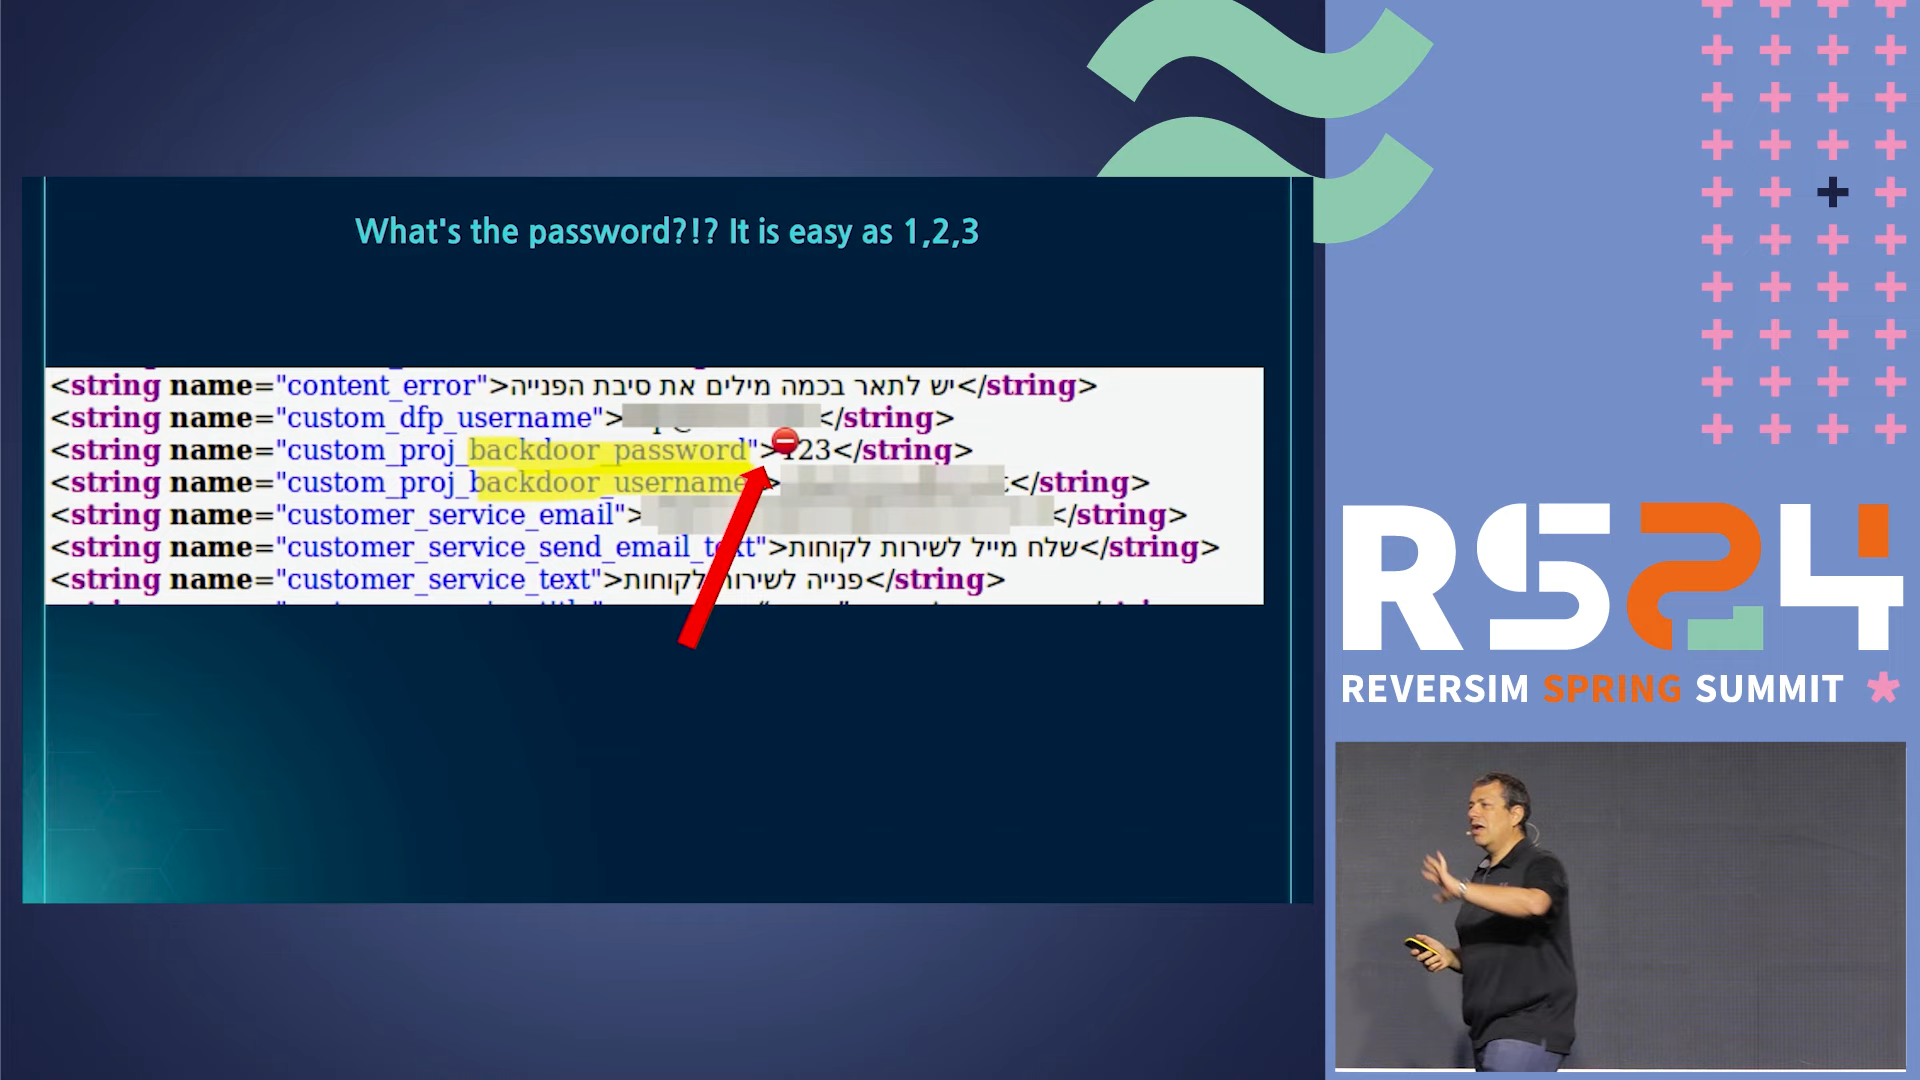 What's the password?!? It is easy as 1,2,3
<string name="content_error">יש לתאר בכמה מילים את סיבת הפנייה</string>
<string name="custom_dfp_username"></string>
<string name="custom_proj_backdoor_password">123</string>
<string name="custom_proj_backdoor_username></string>
<string name="customer_service_email"></string>
<string name="customer_service_send_email_text">שלח מייל לשירות לקוחות</string>
<string name="customer_service_text">פנייה לשירות לקוחות</string>
RS24
REVERSIM SPRING SUMMIT